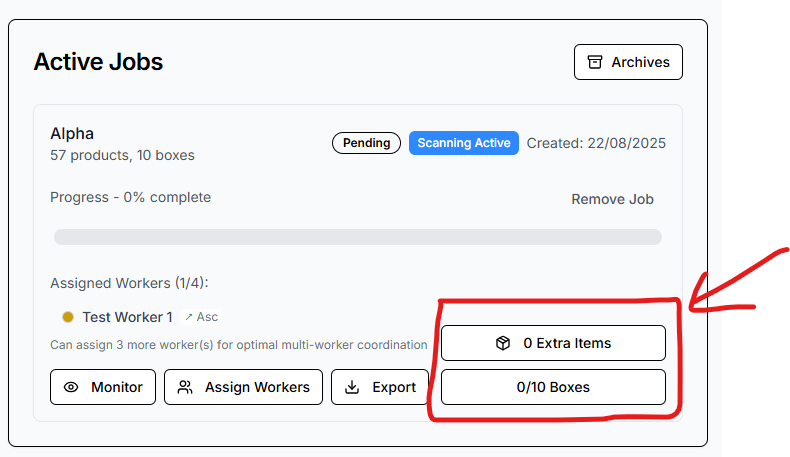 Active Jobs
Archives
Alpha
Pending
Scanning Active
Created: 22/08/2025
57 products, 10 boxes
Progress - 0% complete
Remove Job
Assigned Workers (1/4):
Test Worker 1 ↗ Asc
Can assign 3 more worker(s) for optimal multi-worker coordination
0 Extra Items
Monitor
Assign Workers
Export
0/10 Boxes